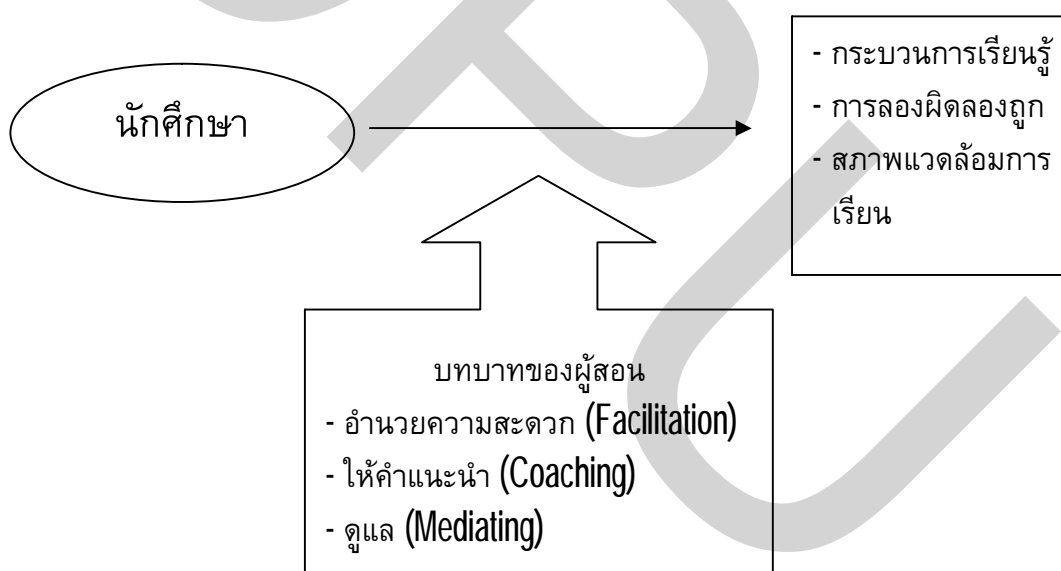 นักศึกษา
- กระบวนการเรียนรู้
- การลองผิดลองถูก
- สภาพแวดล้อมการ
เรียน
บทบาทของผู้สอน
- อำนวยความสะดวก (Facilitation)
- ให้คำแนะนำ (Coaching)
- ดูแล (Mediating)